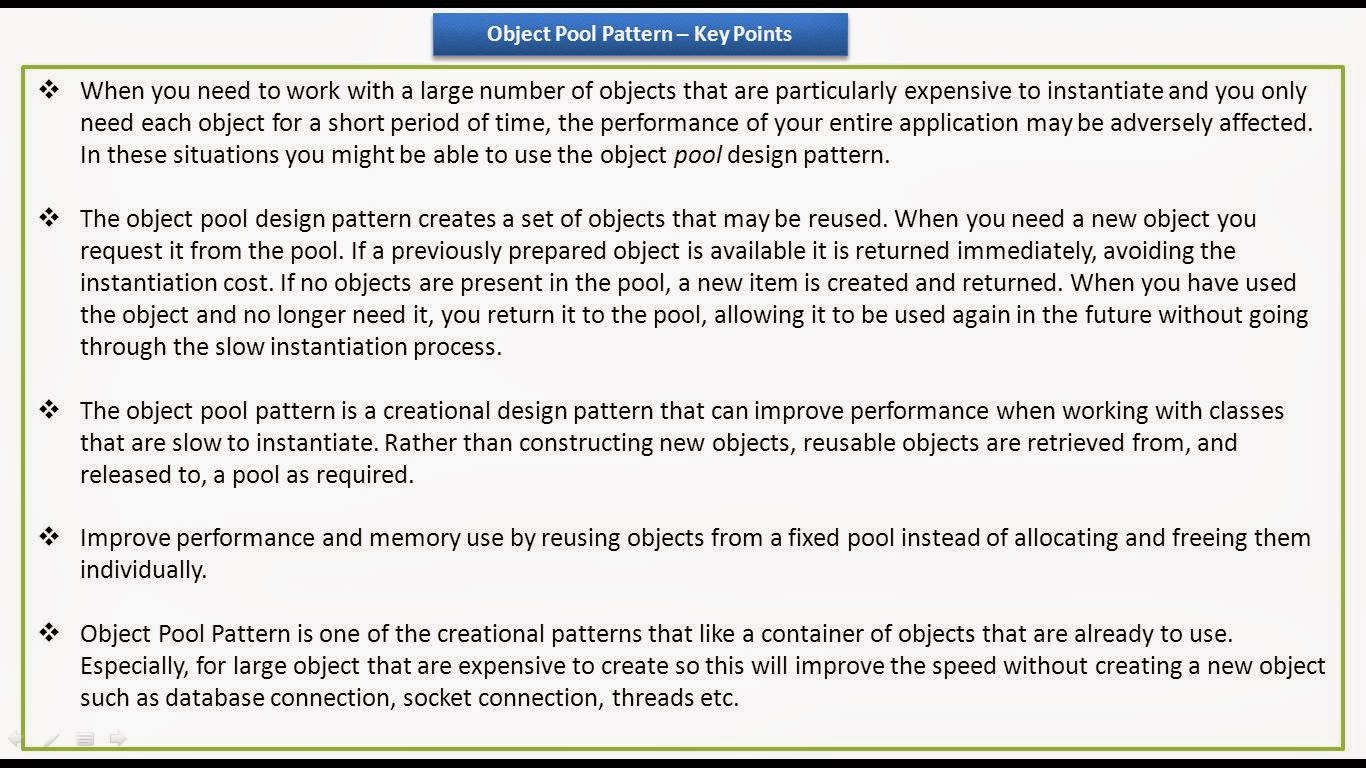 Object Pool Pattern – Key Points
❖ When you need to work with a large number of objects that are particularly expensive to instantiate and you only
need each object for a short period of time, the performance of your entire application may be adversely affected.
In these situations you might be able to use the object pool design pattern.
❖ The object pool design pattern creates a set of objects that may be reused. When you need a new object you
request it from the pool. If a previously prepared object is available it is returned immediately, avoiding the
instantiation cost. If no objects are present in the pool, a new item is created and returned. When you have used
the object and no longer need it, you return it to the pool, allowing it to be used again in the future without going
through the slow instantiation process.
❖ The object pool pattern is a creational design pattern that can improve performance when working with classes
that are slow to instantiate. Rather than constructing new objects, reusable objects are retrieved from, and
released to, a pool as required.
❖ Improve performance and memory use by reusing objects from a fixed pool instead of allocating and freeing them
individually.
❖ Object Pool Pattern is one of the creational patterns that like a container of objects that are already to use.
Especially, for large object that are expensive to create so this will improve the speed without creating a new object
such as database connection, socket connection, threads etc.